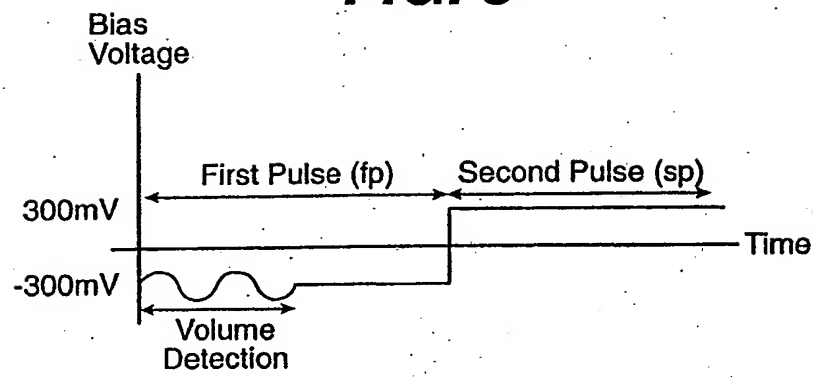 Bias
Voltage
First Pulse (fp)
Second Pulse (sp)
300mV
Time
-300mV
Volume
Detection